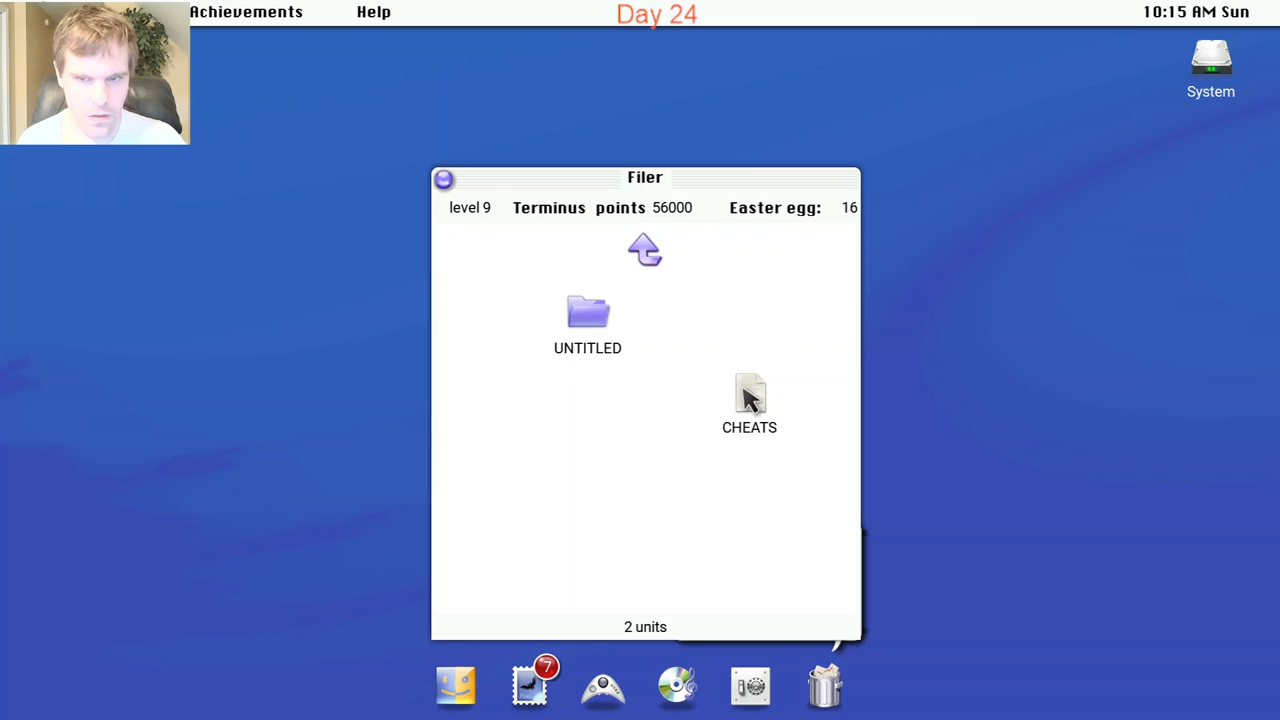 Achievements Help Day 24 10:15 AM Sun
System
Filer
level 9 Terminus points 56000 Easter egg: 16
UNTITLED
CHEATS
2 units
7